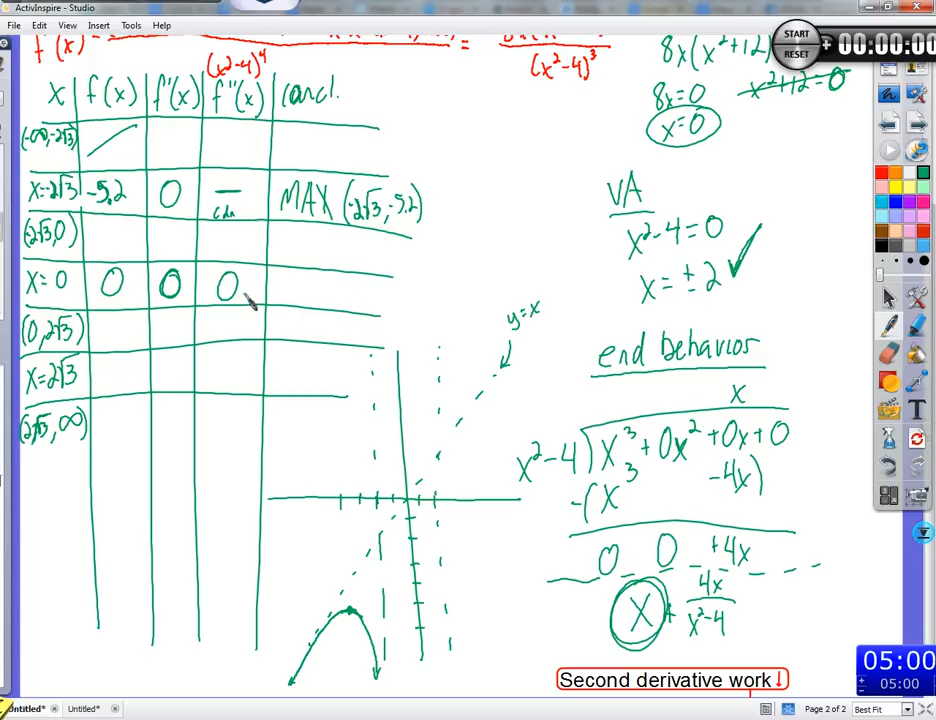 ActivInspire - Studio
File Edit View Insert Tools Help
START
RESET
+ 00:00:00
(x²-4)⁴
(x²-4)³
8x(x²+12)
8x=0
x²+12=0
x=0
x f(x) f'(x) f"(x) concl.
(-∞,-2√3)
x=-2√3 -5.2 0 — MAX (-2√3, -5.2)
cdn
(-2√3,0)
x=0 0 0 0
(0,2√3)
x=2√3
(2√3,∞)
y=x
VA
x²-4=0
x=±2 ✓
end behavior
x
x²-4)x³+0x²+0x+0
-(x³ -4x)
0 0 +4x
x + 4x/x²-4
Second derivative work↓
05:00
05:00
Untitled* Untitled*
Page 2 of 2 Best Fit